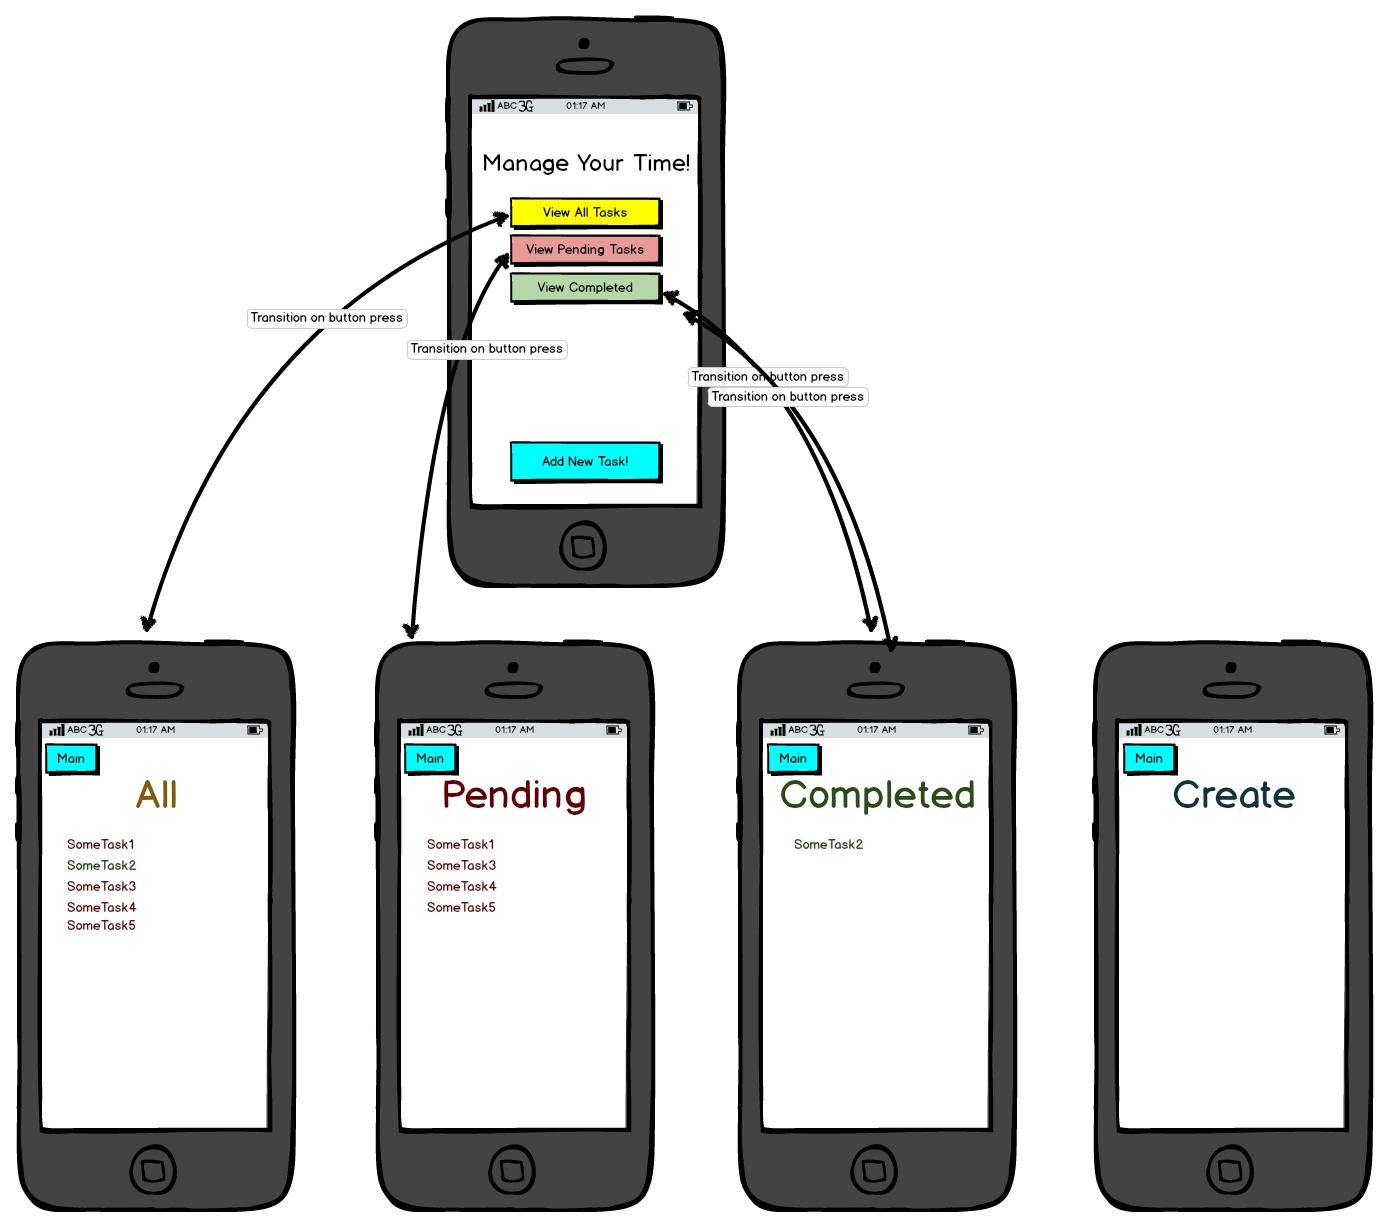 ABC 3G 01:17 AM
Manage Your Time!
View All Tasks
View Pending Tasks
View Completed
Transition on button press
Transition on button press
Transition on button press
Transition on button press
Add New Task!
ABC 3G 01:17 AM
Main
All
SomeTask1
SomeTask2
SomeTask3
SomeTask4
SomeTask5
ABC 3G 01:17 AM
Main
Pending
SomeTask1
SomeTask3
SomeTask4
SomeTask5
ABC 3G 01:17 AM
Main
Completed
SomeTask2
ABC 3G 01:17 AM
Main
Create